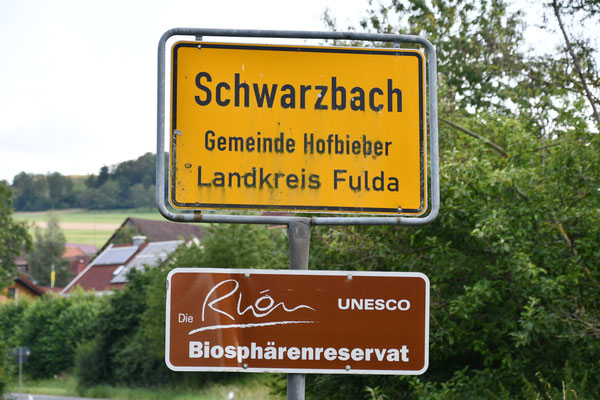 Schwarzbach
Gemeinde Hofbieber
Landkreis Fulda
Die Rhön UNESCO
Biosphärenreservat